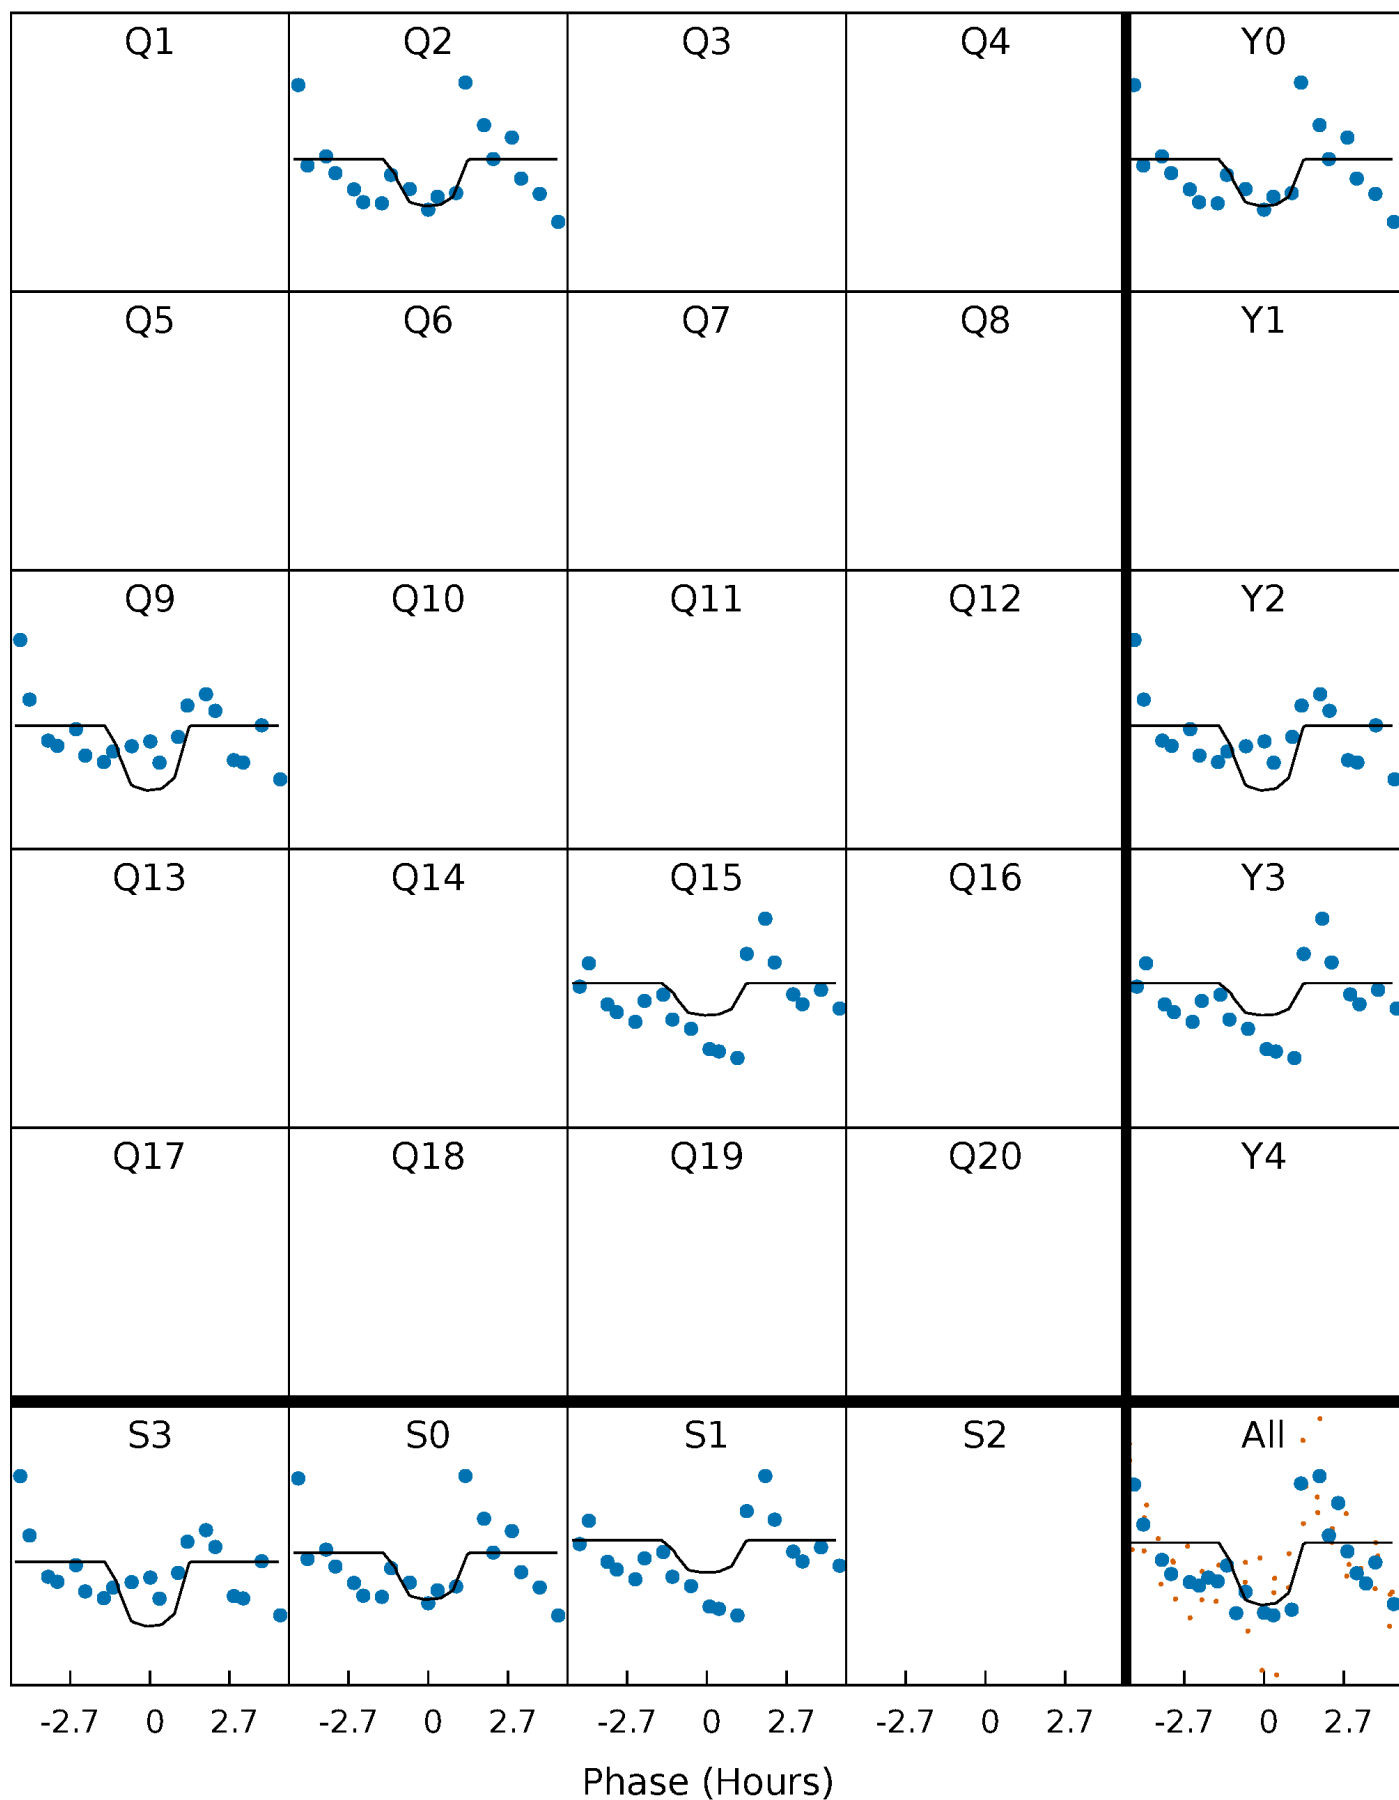 Q1 Q2 Q3 Q4 Y0
Q5 Q6 Q7 Q8 Y1
Q9 Q10 Q11 Q12 Y2
Q13 Q14 Q15 Q16 Y3
Q17 Q18 Q19 Q20 Y4
S3 S0 S1 S2 All
-2.7 0 2.7 -2.7 0 2.7 -2.7 0 2.7 -2.7 0 2.7 -2.7 0 2.7
Phase (Hours)